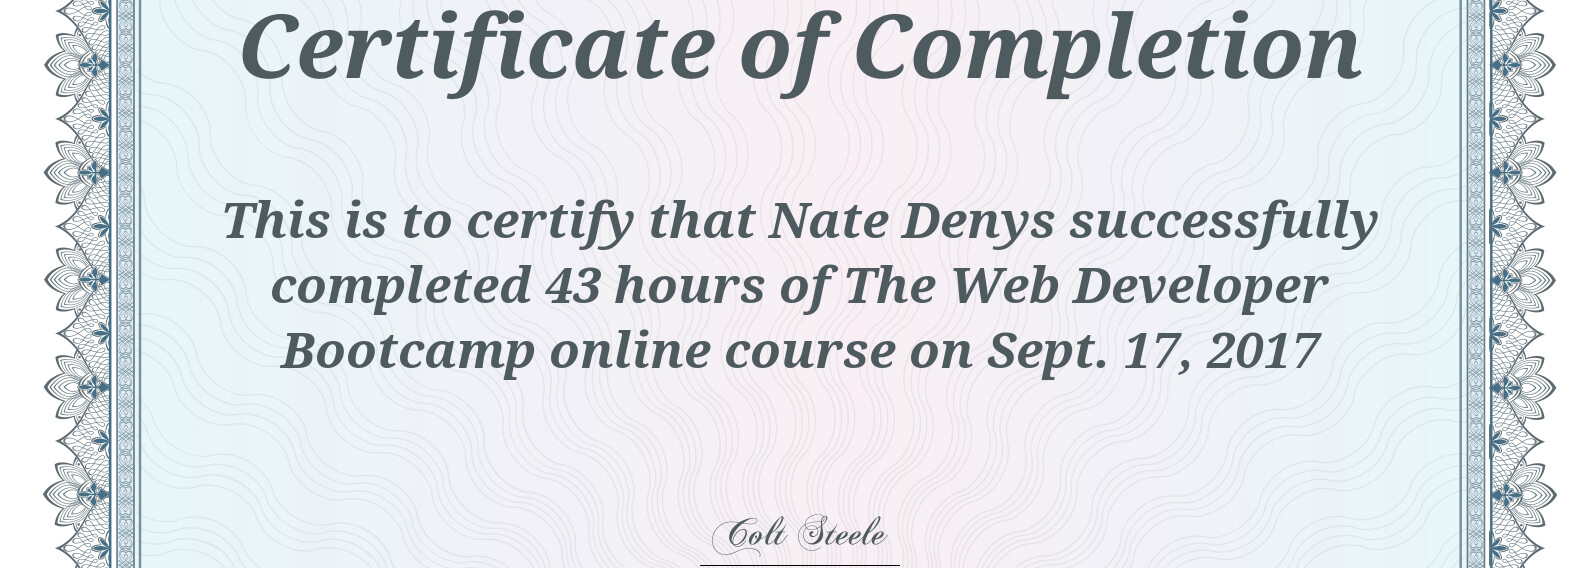 Certificate of Completion
This is to certify that Nate Denys successfully
completed 43 hours of The Web Developer
Bootcamp online course on Sept. 17, 2017
Colt Steele